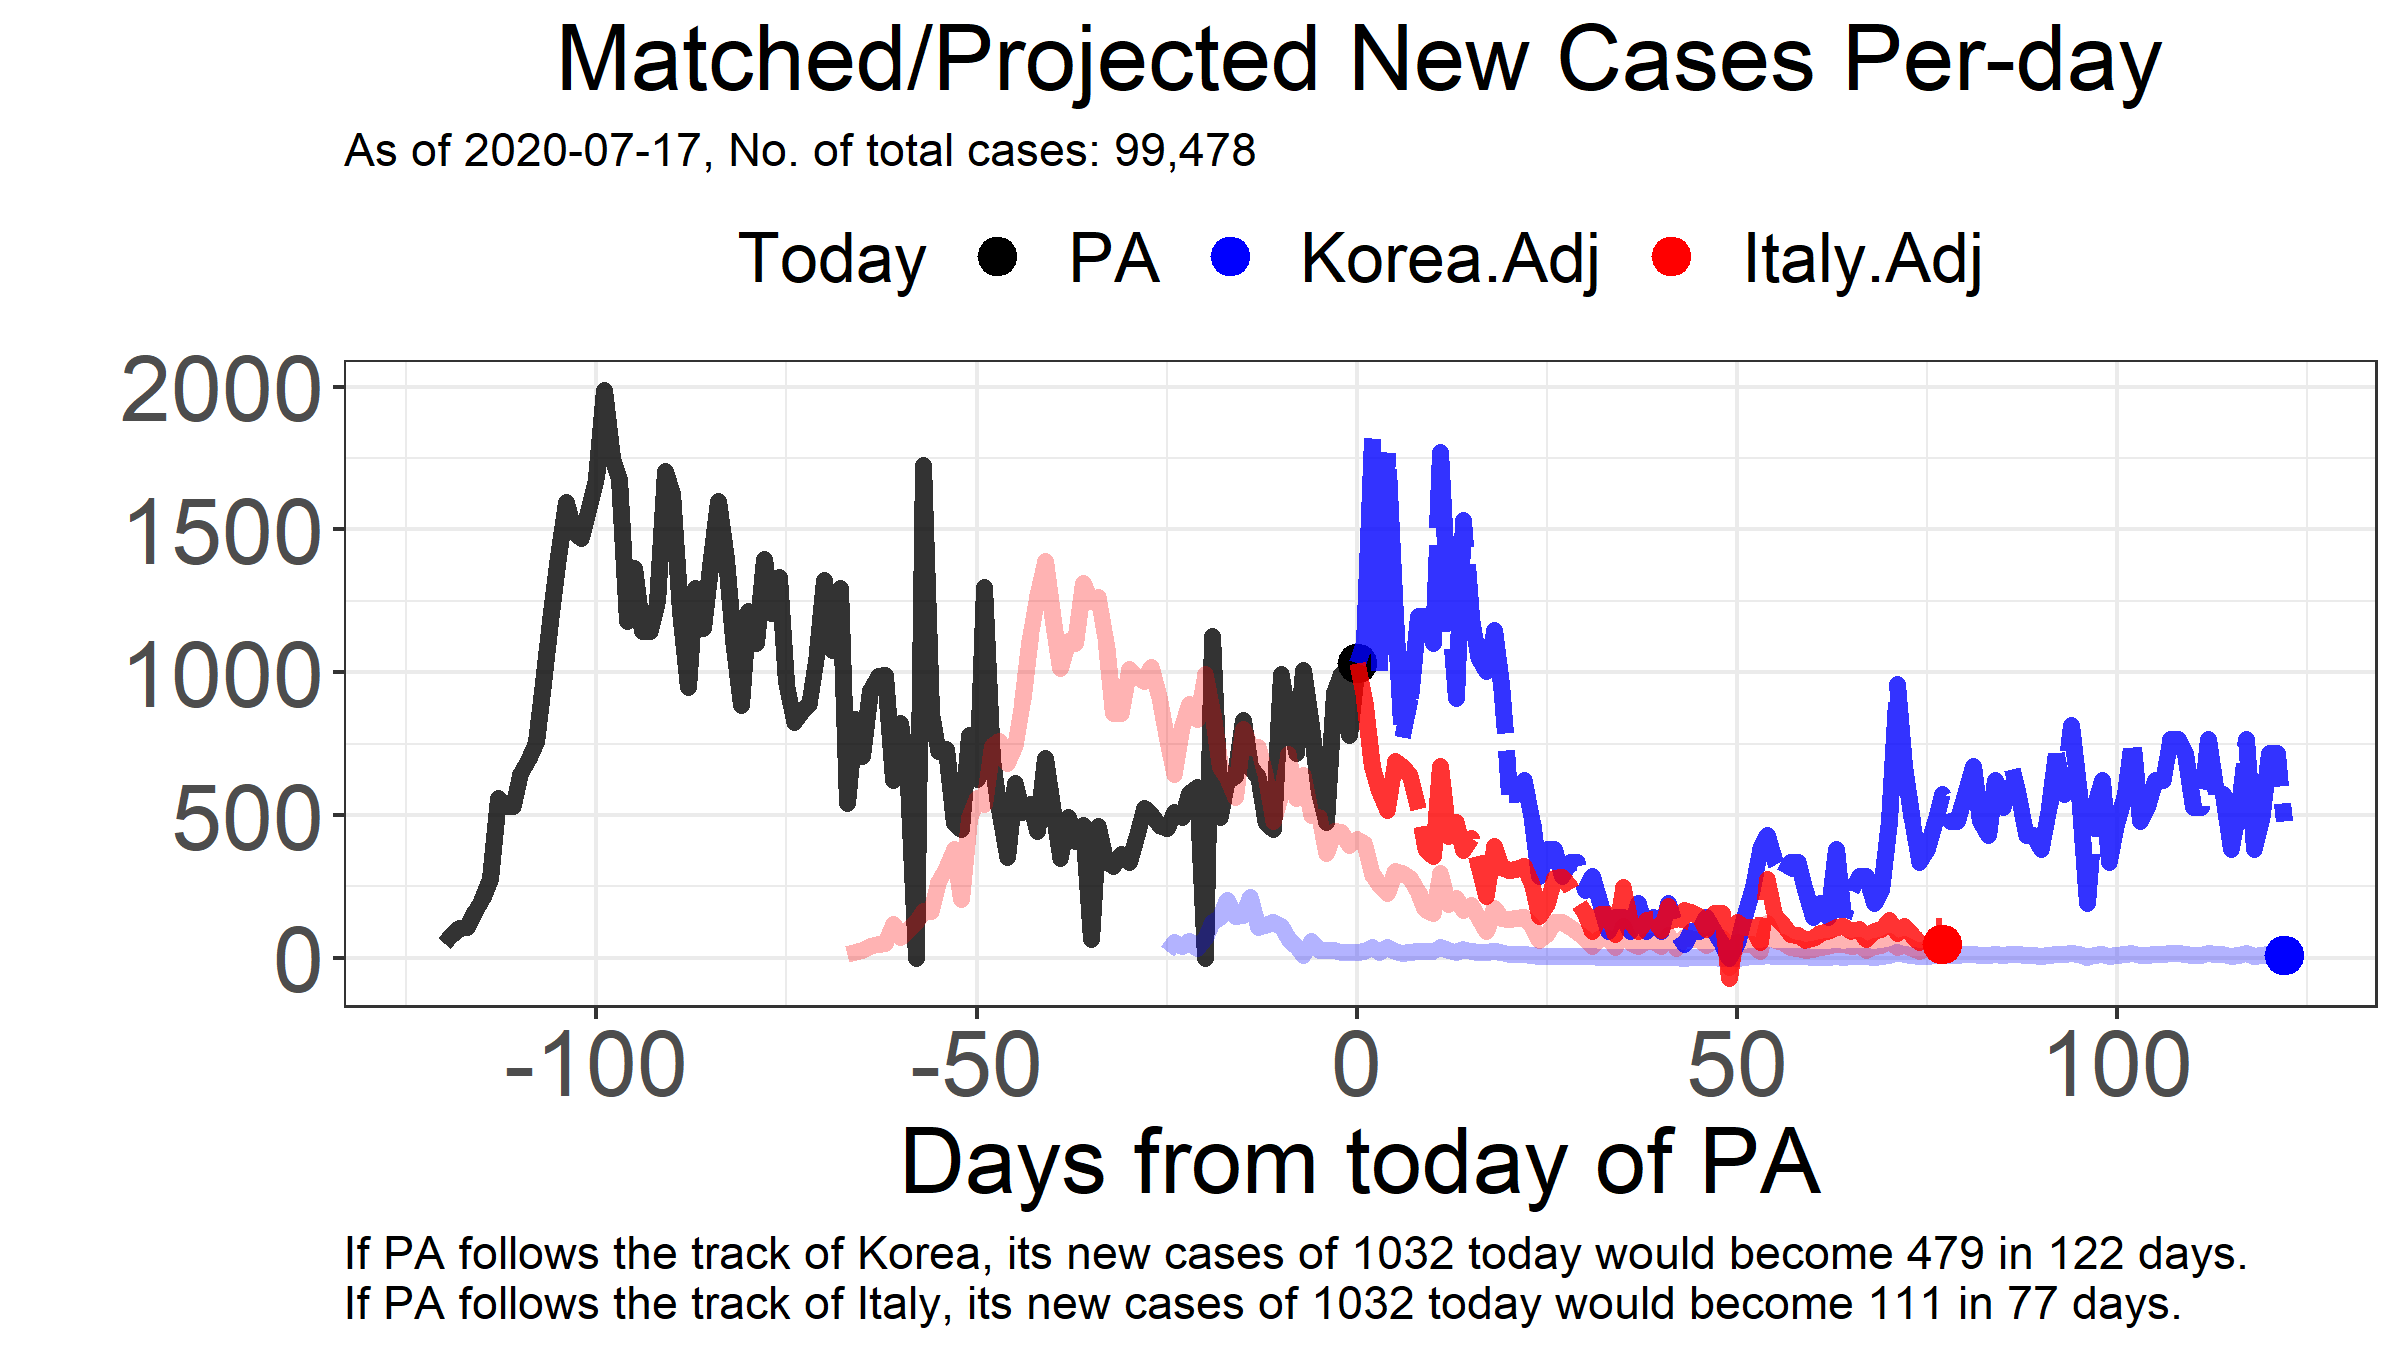 Matched/Projected New Cases Per-day
As of 2020-07-17, No. of total cases: 99,478
Today PA Korea.Adj Italy.Adj
2000
1500
1000
500
0
-100 -50 0 50 100
Days from today of PA
If PA follows the track of Korea, its new cases of 1032 today would become 479 in 122 days.
If PA follows the track of Italy, its new cases of 1032 today would become 111 in 77 days.